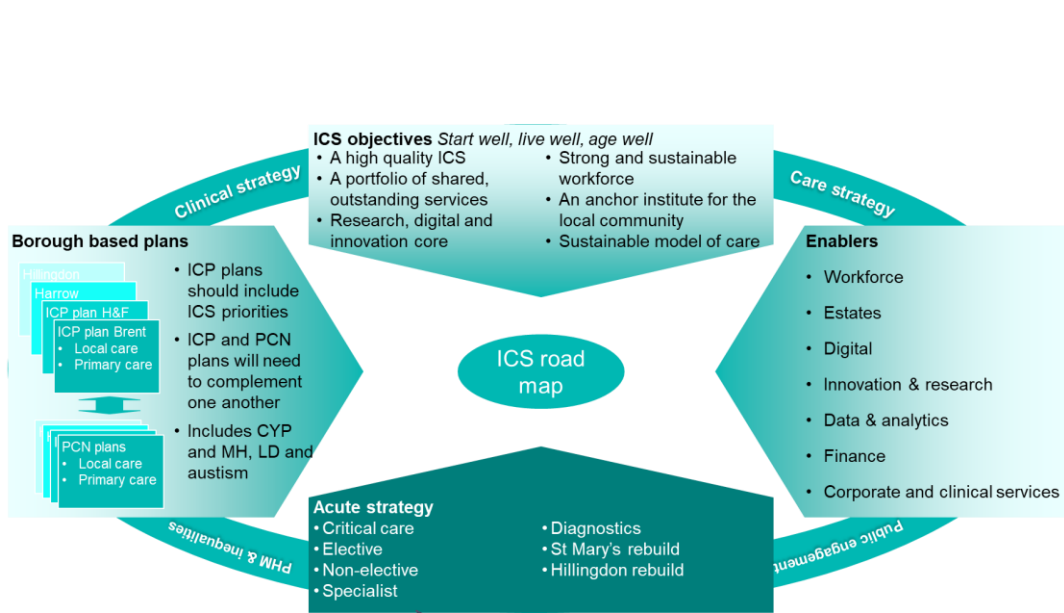 ICS objectives Start well, live well, age well
• A high quality ICS
• A portfolio of shared,
outstanding services
• Research, digital and
innovation core
• Strong and sustainable
workforce
• An anchor institute for the
local community
• Sustainable model of care
Clinical strategy
Care strategy
Borough based plans
Hillingdon
Harrow
ICP plan H&F
ICP plan Brent
• Local care
• Primary care
PCN plans
• Local care
• Primary care
• ICP plans
should include
ICS priorities
• ICP and PCN
plans will need
to complement
one another
• Includes CYP
and MH, LD and
austism
ICS road
map
Enablers
• Workforce
• Estates
• Digital
• Innovation & research
• Data & analytics
• Finance
• Corporate and clinical services
Acute strategy
• Critical care
• Elective
• Non-elective
• Specialist
• Diagnostics
• St Mary's rebuild
• Hillingdon rebuild
PHM & inequalities
Public engagement